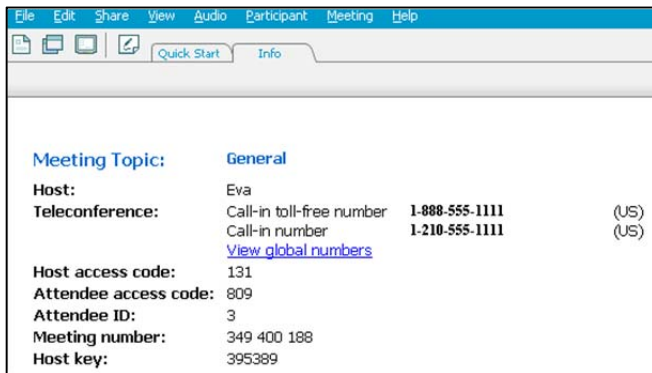 File Edit Share View Audio Participant Meeting Help
Quick Start Info
Meeting Topic: General
Host: Eva
Teleconference: Call-in toll-free number 1-888-555-1111 (US)
Call-in number 1-210-555-1111 (US)
View global numbers
Host access code: 131
Attendee access code: 809
Attendee ID: 3
Meeting number: 349 400 188
Host key: 395389